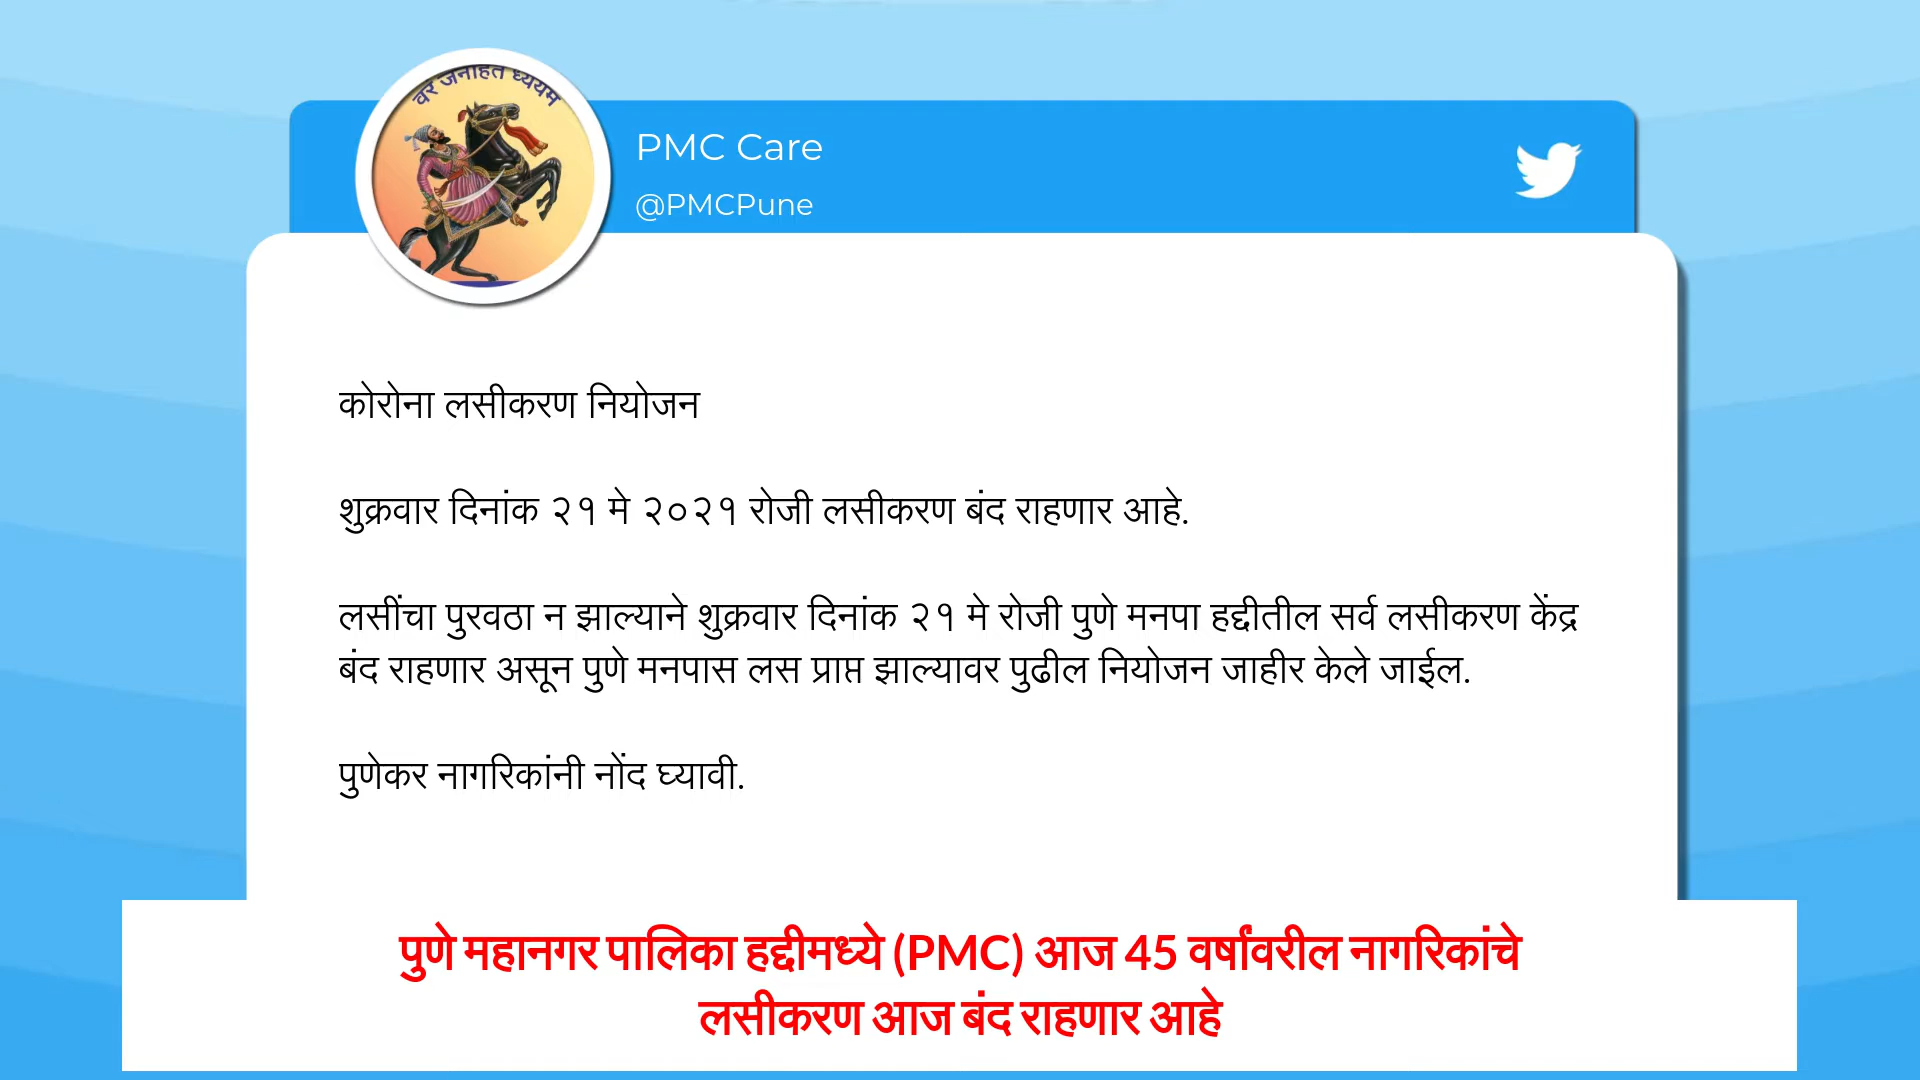 वर जनहित ध्येयम
PMC Care
@PMCPune
कोरोना लसीकरण नियोजन
शुक्रवार दिनांक २१ मे २०२१ रोजी लसीकरण बंद राहणार आहे.
लसींचा पुरवठा न झाल्याने शुक्रवार दिनांक २१ मे रोजी पुणे मनपा हद्दीतील सर्व लसीकरण केंद्र
बंद राहणार असून पुणे मनपास लस प्राप्त झाल्यावर पुढील नियोजन जाहीर केले जाईल.
पुणेकर नागरिकांनी नोंद घ्यावी.
पुणे महानगर पालिका हद्दीमध्ये (PMC) आज 45 वर्षांवरील नागरिकांचे
लसीकरण आज बंद राहणार आहे